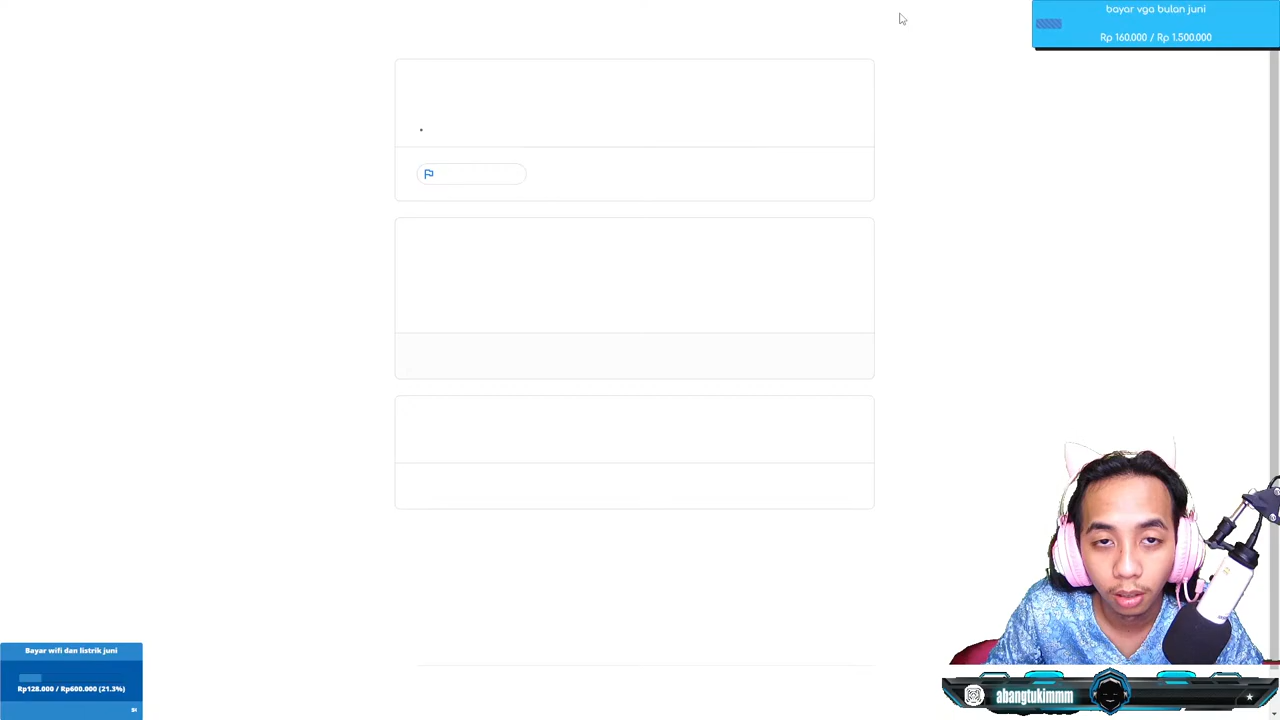 bayar vga bulan juni
Rp 160.000 / Rp 1.500.000
Bayar wifi dan listrik juni
Rp128.000 / Rp600.000 (21.3%)
abangtukimmm